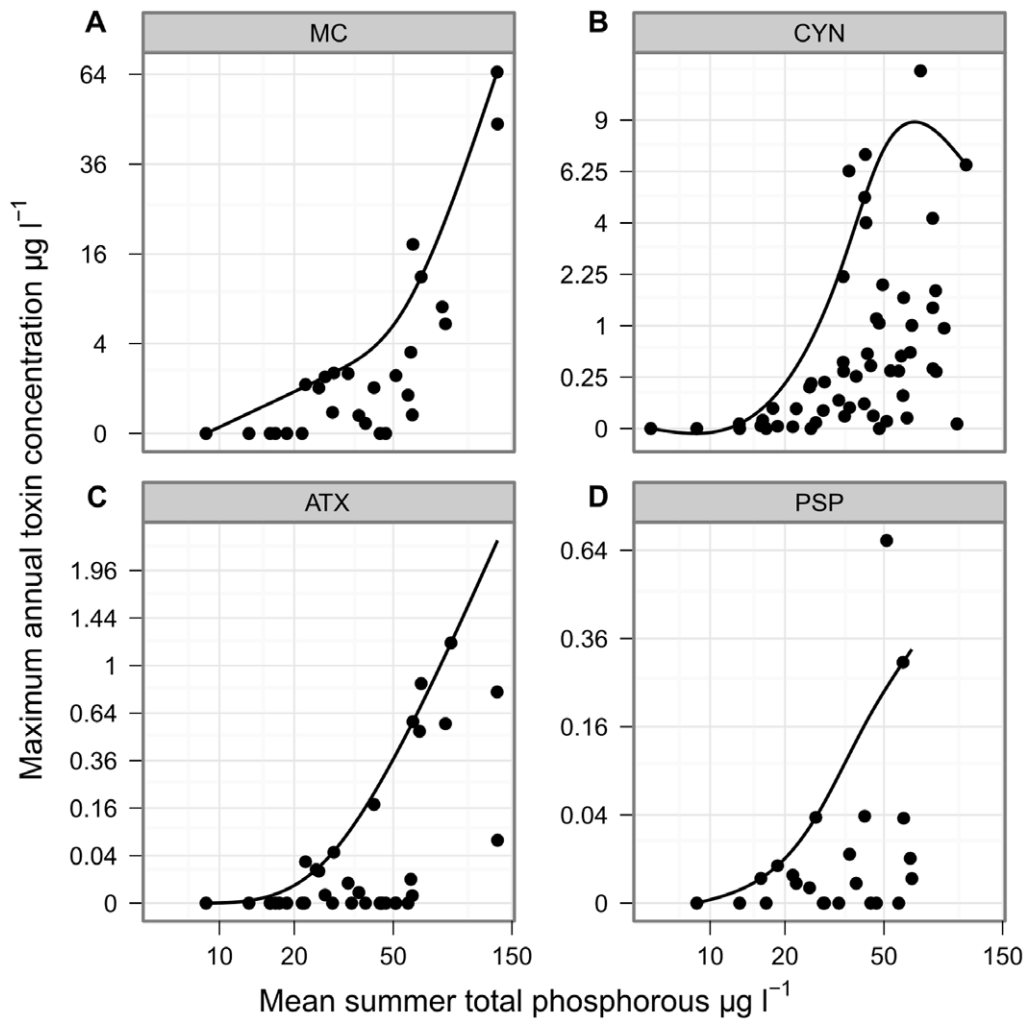 A
MC
64
36
16
4
0
B
CYN
9
6.25
4
2.25
1
0.25
0
C
ATX
1.96
1.44
1
0.64
0.36
0.16
0.04
0
10 20 50 150
D
PSP
0.64
0.36
0.16
0.04
0
10 20 50 150
Maximum annual toxin concentration µg l⁻¹
Mean summer total phosphorous µg l⁻¹